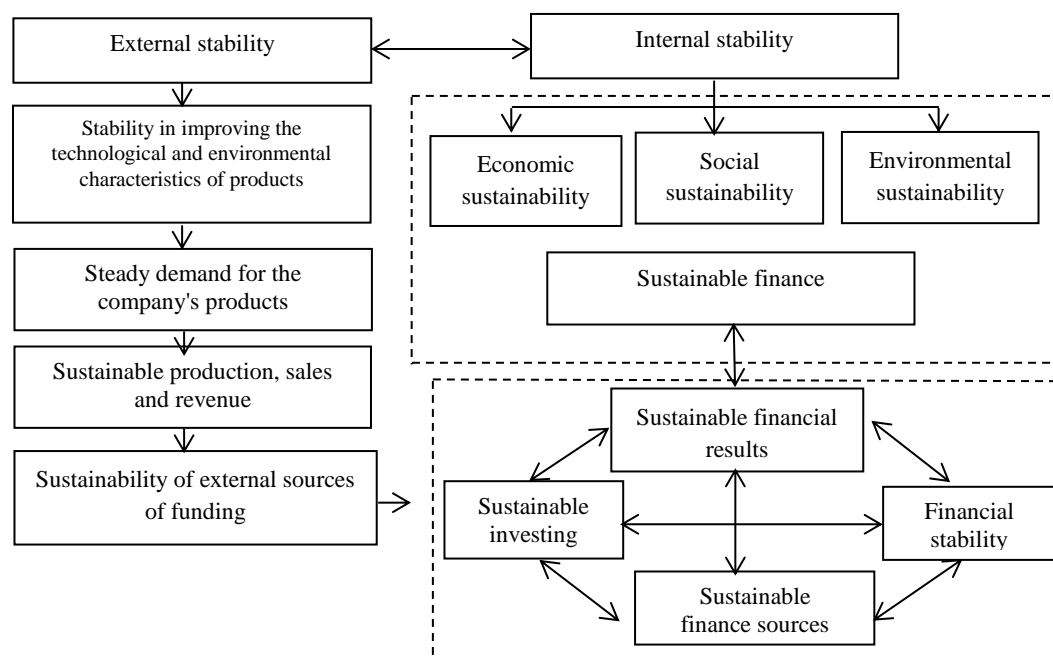 External stability
Internal stability
Stability in improving the
technological and environmental
characteristics of products
Economic
sustainability
Social
sustainability
Environmental
sustainability
Steady demand for the
company's products
Sustainable finance
Sustainable production, sales
and revenue
Sustainable financial
results
Sustainability of external sources
of funding
Sustainable
investing
Financial
stability
Sustainable
finance sources